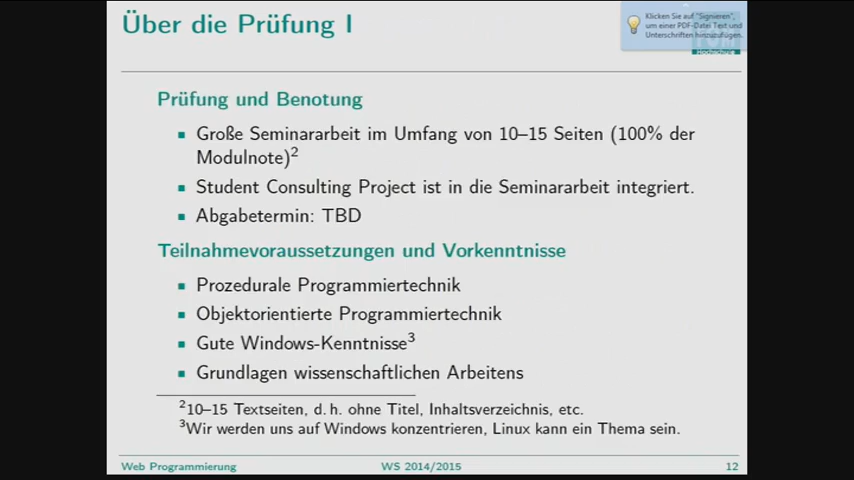 Über die Prüfung I
Klicken Sie auf "Signieren",
um einer PDF-Datei Text und
Unterschriften hinzuzufügen.
Hochschule
Prüfung und Benotung
Große Seminararbeit im Umfang von 10–15 Seiten (100% der
Modulnote)2
Student Consulting Project ist in die Seminararbeit integriert.
Abgabetermin: TBD
Teilnahmevoraussetzungen und Vorkenntnisse
Prozedurale Programmiertechnik
Objektorientierte Programmiertechnik
Gute Windows-Kenntnisse3
Grundlagen wissenschaftlichen Arbeitens
210–15 Textseiten, d. h. ohne Titel, Inhaltsverzeichnis, etc.
3Wir werden uns auf Windows konzentrieren, Linux kann ein Thema sein.
Web Programmierung WS 2014/2015 12